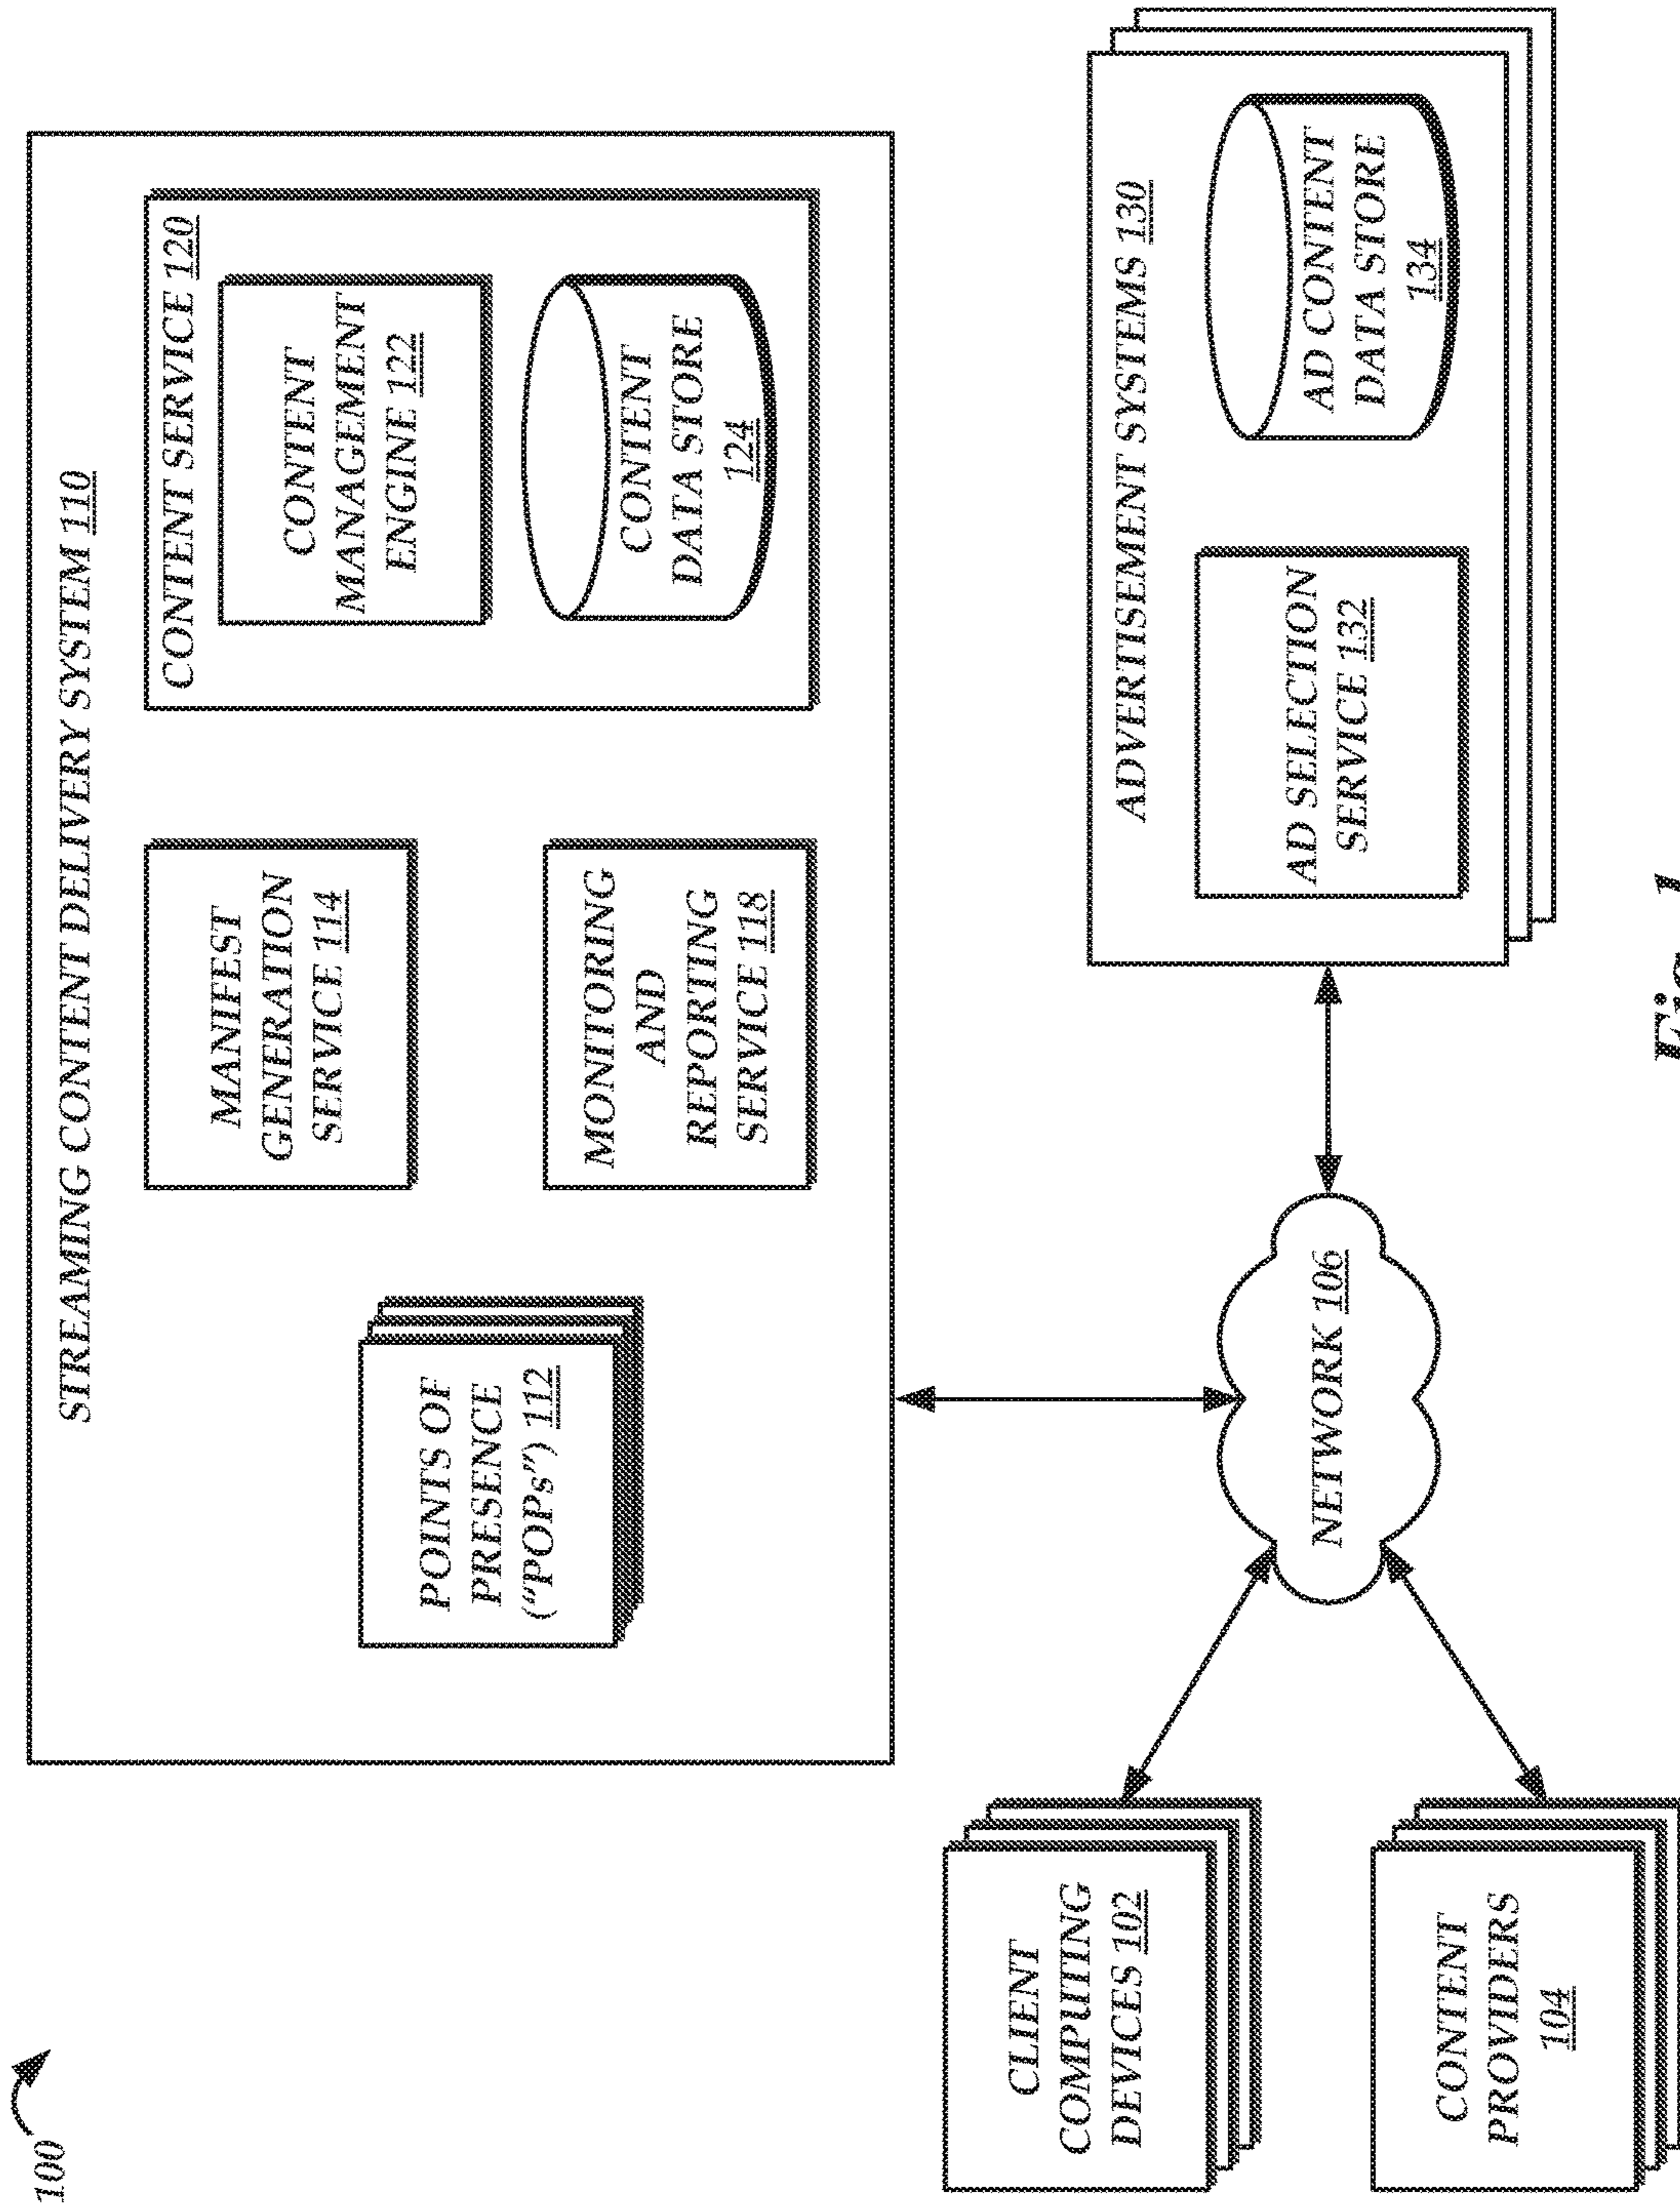 100
STREAMING CONTENT DELIVERY SYSTEM 110
POINTS OF
PRESENCE
("POPs") 112
MANIFEST
GENERATION
SERVICE 114
MONITORING
AND
REPORTING
SERVICE 118
CONTENT SERVICE 120
CONTENT
MANAGEMENT
ENGINE 122
CONTENT
DATA STORE
124
CLIENT
COMPUTING
DEVICES 102
CONTENT
PROVIDERS
104
NETWORK 106
ADVERTISEMENT SYSTEMS 130
AD SELECTION
SERVICE 132
AD CONTENT
DATA STORE
134
Fig. 1